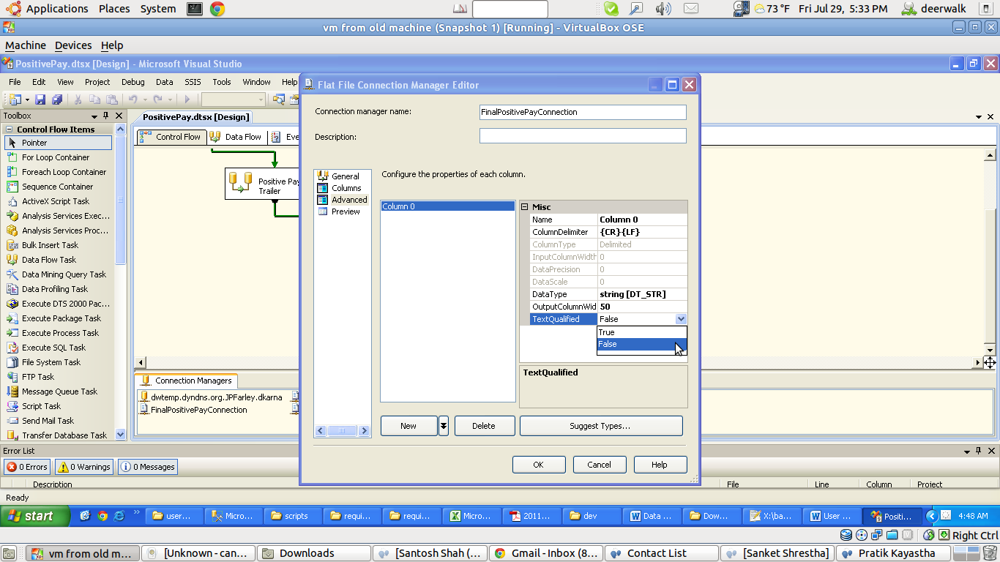 Applications Places System 73 °F Fri Jul 29, 5:33 PM deerwalk
vm from old machine (Snapshot 1) [Running] - VirtualBox OSE
Machine Devices Help
PositivePay.dtsx [Design] - Microsoft Visual Studio
File Edit View Project Debug Data SSIS Tools Window Help
Toolbox
Control Flow Items
Pointer
For Loop Container
Foreach Loop Container
Sequence Container
ActiveX Script Task
Analysis Services Exec...
Analysis Services Proc...
Bulk Insert Task
Data Flow Task
Data Mining Query Task
Data Profiling Task
Execute DTS 2000 Pac...
Execute Package Task
Execute Process Task
Execute SQL Task
File System Task
FTP Task
Message Queue Task
Script Task
Send Mail Task
Transfer Database Task
PositivePay.dtsx [Design]
Control Flow Data Flow Eve
Positive Pa
Trailer
Connection Managers
dwtemp.dyndns.org.JPFarley.dkarna
FinalPositivePayConnection
Flat File Connection Manager Editor
Connection manager name: FinalPositivePayConnection
Description:
General
Columns
Advanced
Preview
Configure the properties of each column.
Column 0
Misc
Name Column 0
ColumnDelimiter {CR}{LF}
ColumnType Delimited
InputColumnWidth 0
DataPrecision 0
DataScale 0
DataType string [DT_STR]
OutputColumnWid 50
TextQualified False
True
False
TextQualified
New Delete Suggest Types...
OK Cancel Help
Error List
0 Errors 0 Warnings 0 Messages
Description File Line Column Project
Ready
start user... Micro... scripts requi... requi... Micro... 2011... dev Data ... Dow... X:\ba... User ... Positi... 4:48 AM
Right Ctrl
vm from old m... [Unknown - can... Downloads [Santosh Shah (... Gmail - Inbox (8... Contact List [Sanket Shrestha] Pratik Kayastha